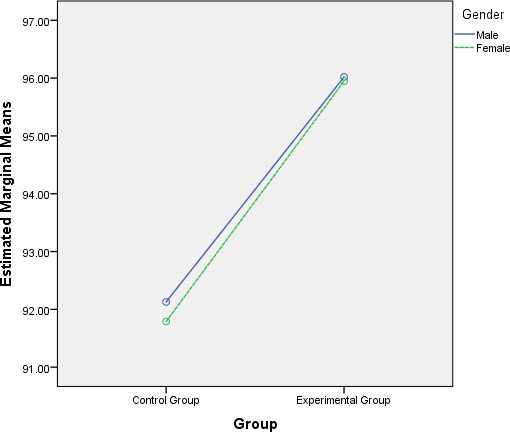 Gender
Male
Female
97.00
96.00
95.00
94.00
93.00
92.00
91.00
Estimated Marginal Means
Control Group
Experimental Group
Group